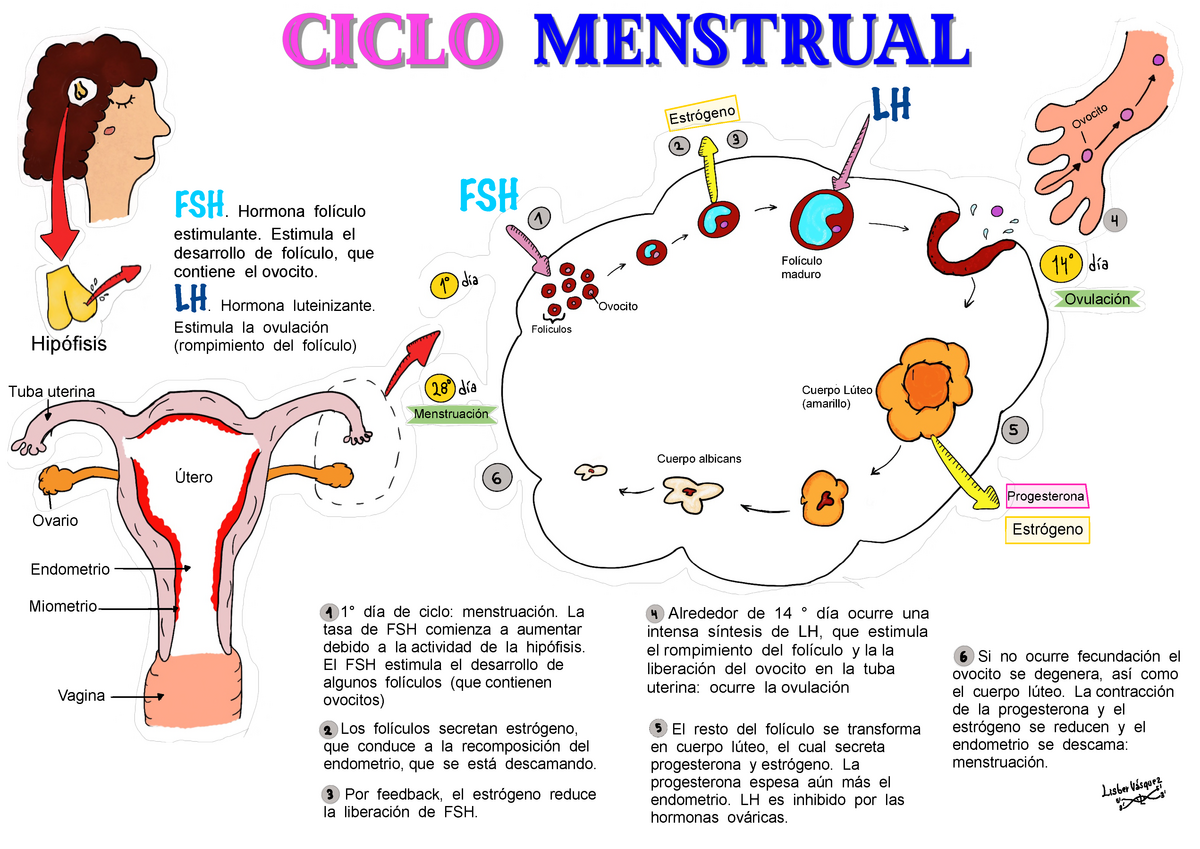 CICLO MENSTRUAL
FSH. Hormona folículo
estimulante. Estimula el
desarrollo de folículo, que
contiene el ovocito.
LH. Hormona luteinizante.
Estimula la ovulación
(rompimiento del folículo)
Hipófisis
Tuba uterina
Útero
Ovario
Endometrio
Miometrio
Vagina
1° día
28° día
Menstruación
FSH
1
Folículos
Ovocito
Estrógeno
2
3
LH
Folículo
maduro
Ovocito
4
14° día
Ovulación
Cuerpo Lúteo
(amarillo)
5
Progesterona
Estrógeno
Cuerpo albicans
6
1 1° día de ciclo: menstruación. La
tasa de FSH comienza a aumentar
debido a la actividad de la hipófisis.
El FSH estimula el desarrollo de
algunos folículos (que contienen
ovocitos)
2 Los folículos secretan estrógeno,
que conduce a la recomposición del
endometrio, que se está descamando.
3 Por feedback, el estrógeno reduce
la liberación de FSH.
4 Alrededor de 14 ° día ocurre una
intensa síntesis de LH, que estimula
el rompimiento del folículo y la la
liberación del ovocito en la tuba
uterina: ocurre la ovulación
5 El resto del folículo se transforma
en cuerpo lúteo, el cual secreta
progesterona y estrógeno. La
progesterona espesa aún más el
endometrio. LH es inhibido por las
hormonas ováricas.
6 Si no ocurre fecundación el
ovocito se degenera, así como
el cuerpo lúteo. La contracción
de la progesterona y el
estrógeno se reducen y el
endometrio se descama:
menstruación.
Lisber Vásquez